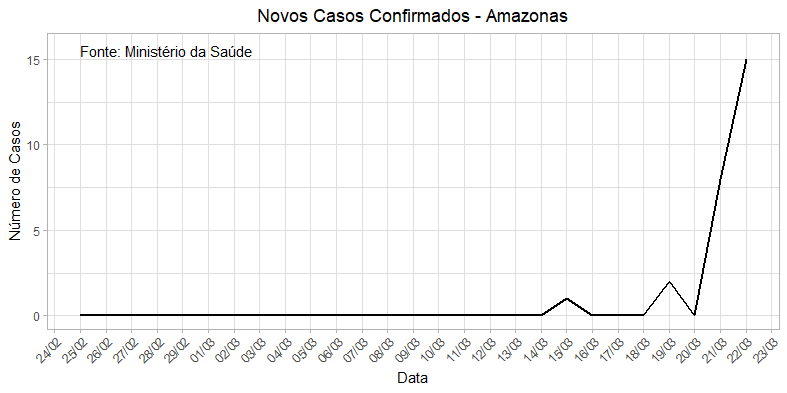 Novos Casos Confirmados - Amazonas
Fonte: Ministério da Saúde
15
10
5
0
Número de Casos
24/02 25/02 26/02 27/02 28/02 29/02 01/03 02/03 03/03 04/03 05/03 06/03 07/03 08/03 09/03 10/03 11/03 12/03 13/03 14/03 15/03 16/03 17/03 18/03 19/03 20/03 21/03 22/03 23/03
Data